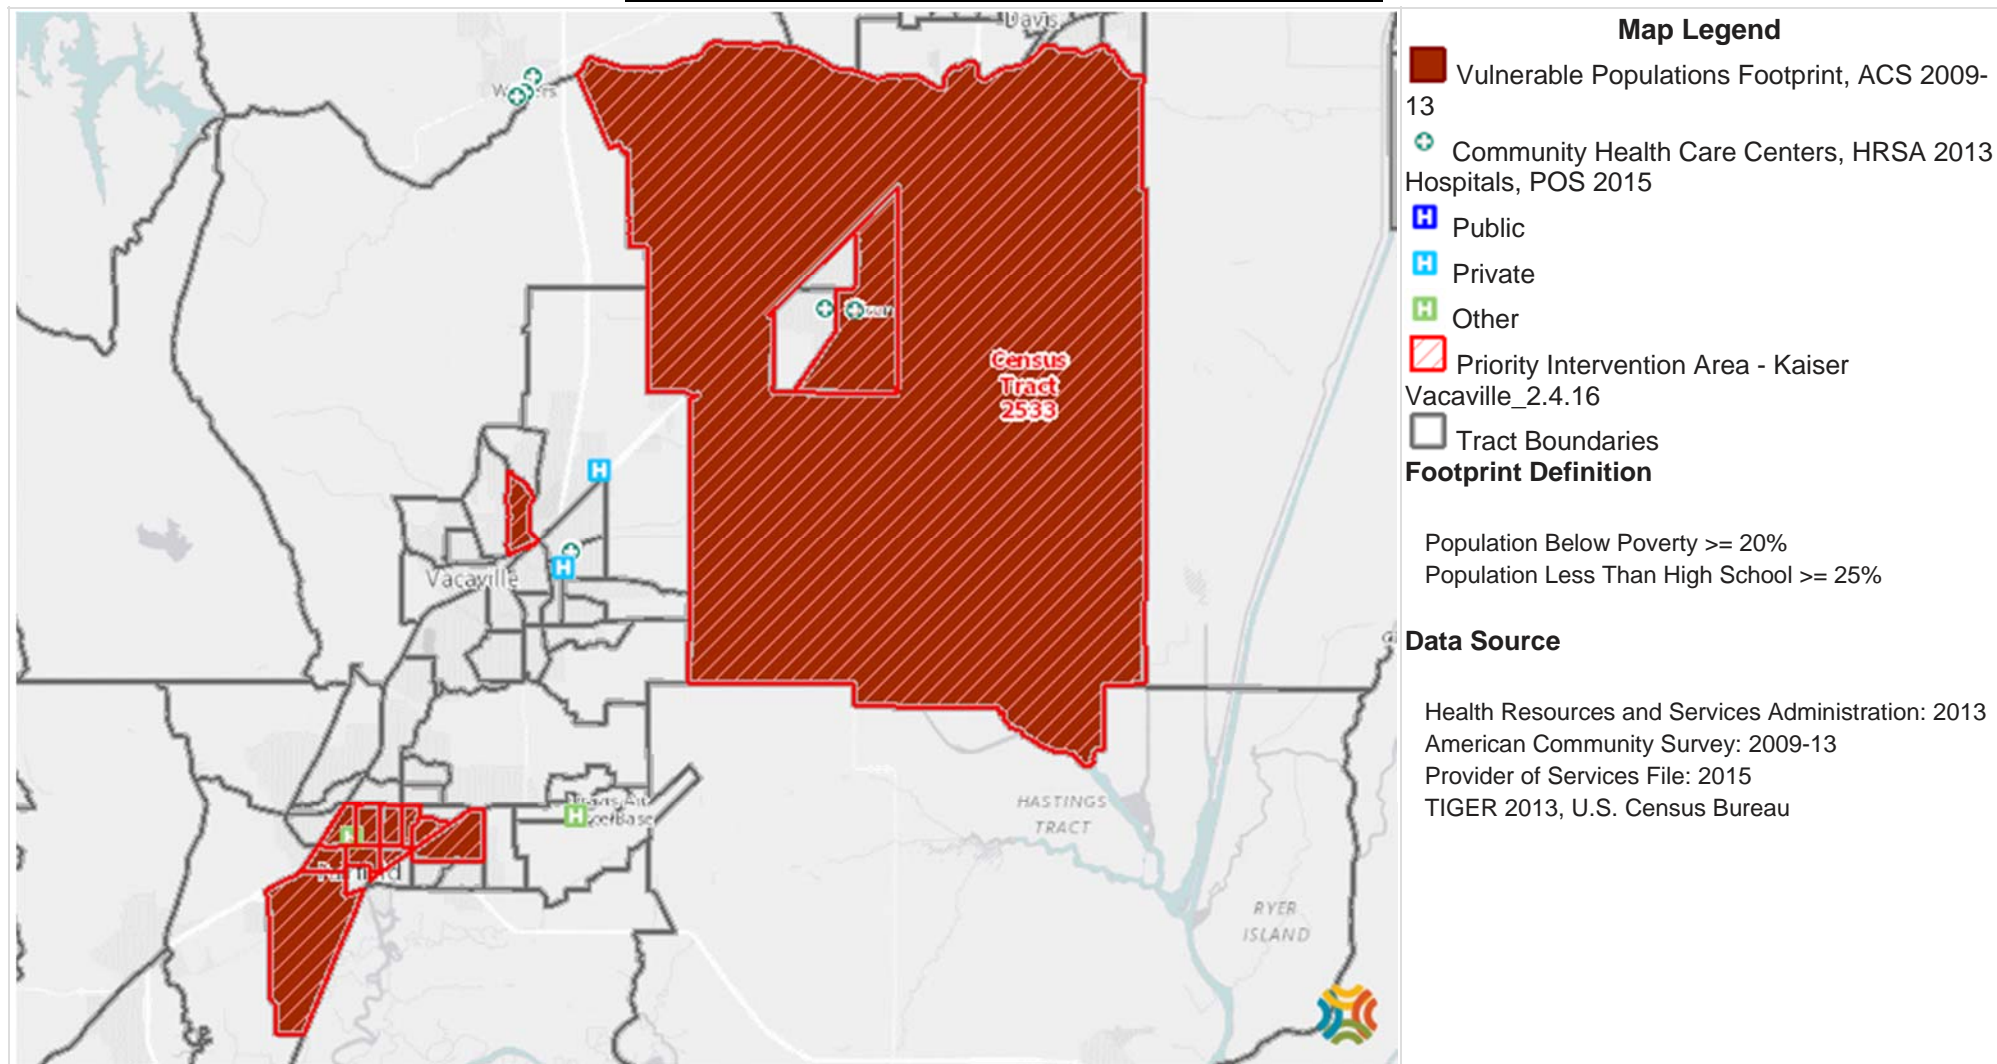 Davis
Census
Tract
2533
Vacaville
HASTINGS
TRACT
RYER
ISLAND
Map Legend
Vulnerable Populations Footprint, ACS 2009-
13
Community Health Care Centers, HRSA 2013
Hospitals, POS 2015
H Public
H Private
H Other
Priority Intervention Area - Kaiser
Vacaville_2.4.16
Tract Boundaries
Footprint Definition
Population Below Poverty >= 20%
Population Less Than High School >= 25%
Data Source
Health Resources and Services Administration: 2013
American Community Survey: 2009-13
Provider of Services File: 2015
TIGER 2013, U.S. Census Bureau